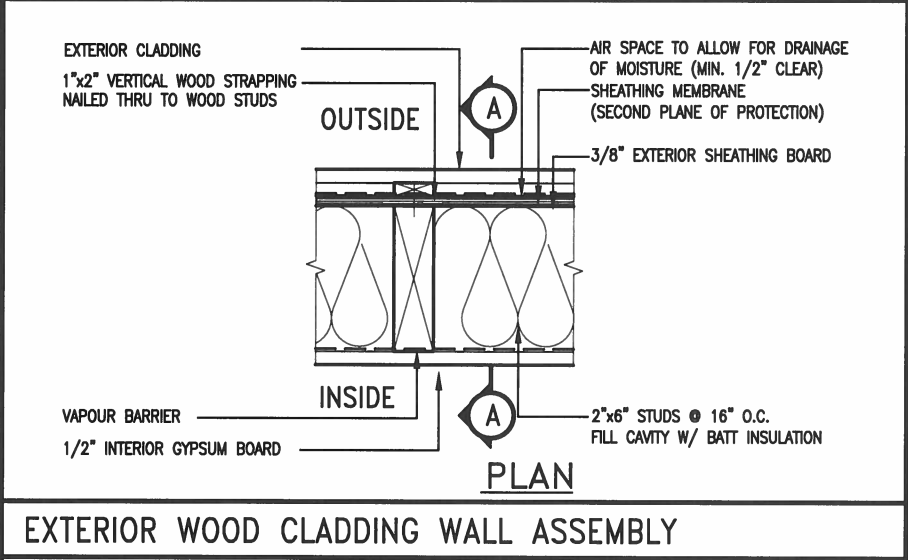 EXTERIOR CLADDING
1"x2" VERTICAL WOOD STRAPPING
NAILED THRU TO WOOD STUDS
OUTSIDE
A
AIR SPACE TO ALLOW FOR DRAINAGE
OF MOISTURE (MIN. 1/2" CLEAR)
SHEATHING MEMBRANE
(SECOND PLANE OF PROTECTION)
3/8" EXTERIOR SHEATHING BOARD
INSIDE
A
VAPOUR BARRIER
1/2" INTERIOR GYPSUM BOARD
2"x6" STUDS @ 16" O.C.
FILL CAVITY W/ BATT INSULATION
PLAN
EXTERIOR WOOD CLADDING WALL ASSEMBLY